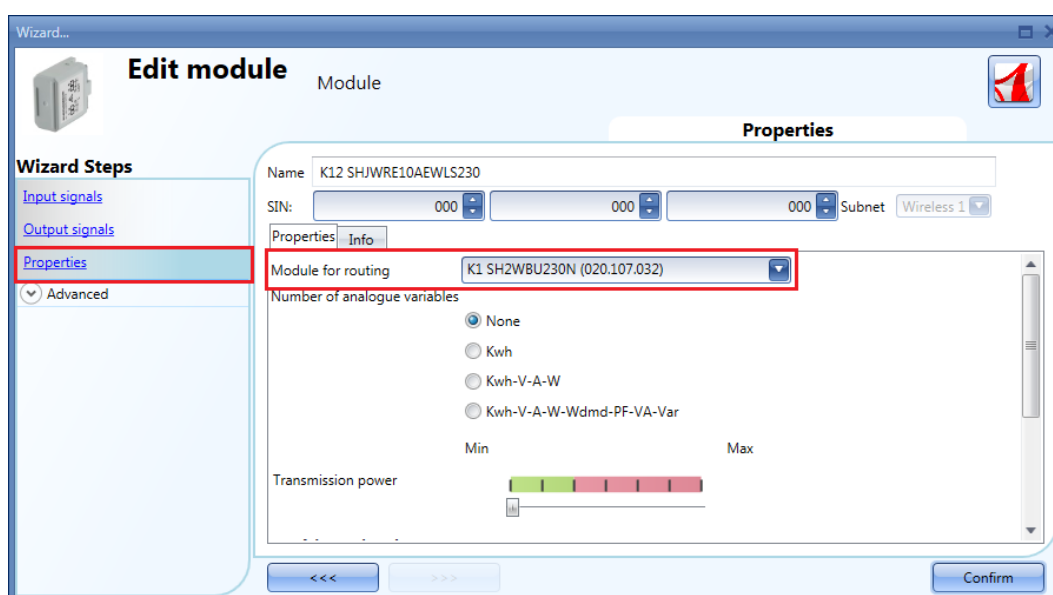 Wizard...
Edit module
Module
Properties
Wizard Steps
Input signals
Output signals
Properties
Advanced
Name K12 SHJWRE10AEWLS230
SIN: 000 000 000 Subnet Wireless 1
Properties Info
Module for routing K1 SH2WBU230N (020.107.032)
Number of analogue variables
None
Kwh
Kwh-V-A-W
Kwh-V-A-W-Wdmd-PF-VA-Var
Min Max
Transmission power
<<< >>> Confirm